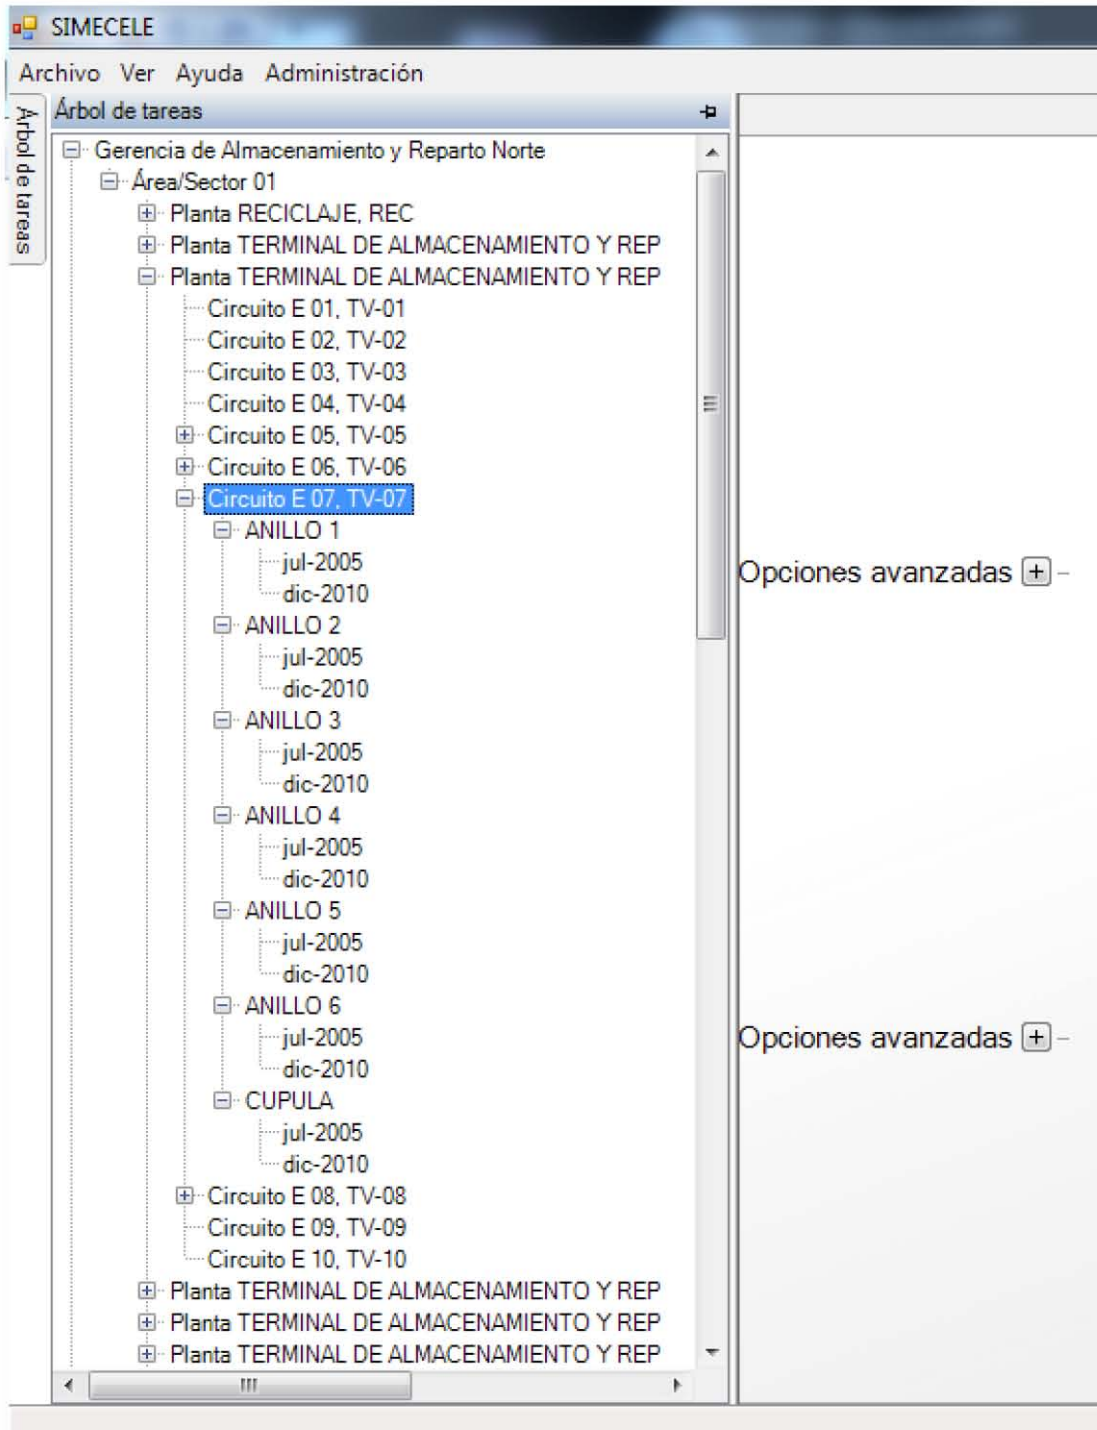 SIMECELE
Archivo Ver Ayuda Administración
Árbol de tareas
Árbol de tareas
Gerencia de Almacenamiento y Reparto Norte
Área/Sector 01
Planta RECICLAJE, REC
Planta TERMINAL DE ALMACENAMIENTO Y REP
Planta TERMINAL DE ALMACENAMIENTO Y REP
Circuito E 01, TV-01
Circuito E 02, TV-02
Circuito E 03, TV-03
Circuito E 04, TV-04
Circuito E 05, TV-05
Circuito E 06, TV-06
Circuito E 07, TV-07
ANILLO 1
jul-2005
dic-2010
ANILLO 2
jul-2005
dic-2010
ANILLO 3
jul-2005
dic-2010
ANILLO 4
jul-2005
dic-2010
ANILLO 5
jul-2005
dic-2010
ANILLO 6
jul-2005
dic-2010
CUPULA
jul-2005
dic-2010
Circuito E 08, TV-08
Circuito E 09, TV-09
Circuito E 10, TV-10
Planta TERMINAL DE ALMACENAMIENTO Y REP
Planta TERMINAL DE ALMACENAMIENTO Y REP
Planta TERMINAL DE ALMACENAMIENTO Y REP
Opciones avanzadas
Opciones avanzadas